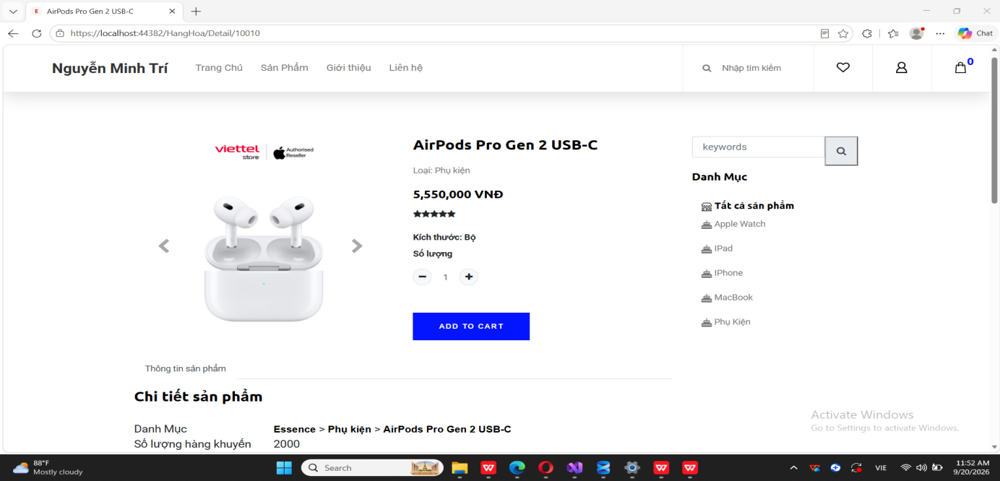 E AirPods Pro Gen 2 USB-C
https://localhost:44382/HangHoa/Detail/10010
Chat
Nguyễn Minh Trí
Trang Chủ Sản Phẩm Giới thiệu Liên hệ
Nhập tìm kiếm
0
viettel
store
Authorised
Reseller
AirPods Pro Gen 2 USB-C
Loại: Phụ kiện
5,550,000 VNĐ
Kích thước: Bộ
Số lượng
1
ADD TO CART
keywords
Danh Mục
Tất cả sản phẩm
Apple Watch
IPad
IPhone
MacBook
Phụ Kiện
Thông tin sản phẩm
Chi tiết sản phẩm
Danh Mục Essence > Phụ kiện > AirPods Pro Gen 2 USB-C
Số lượng hàng khuyến 2000
Activate Windows
Go to Settings to activate Windows.
88°F
Mostly cloudy
Search
VIE
11:52 AM
9/20/2026